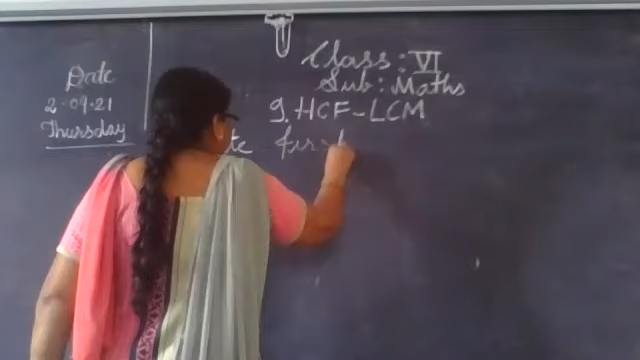 Date
2.09.21
Thursday
Class: VI
Sub: Maths
9. HCF-LCM